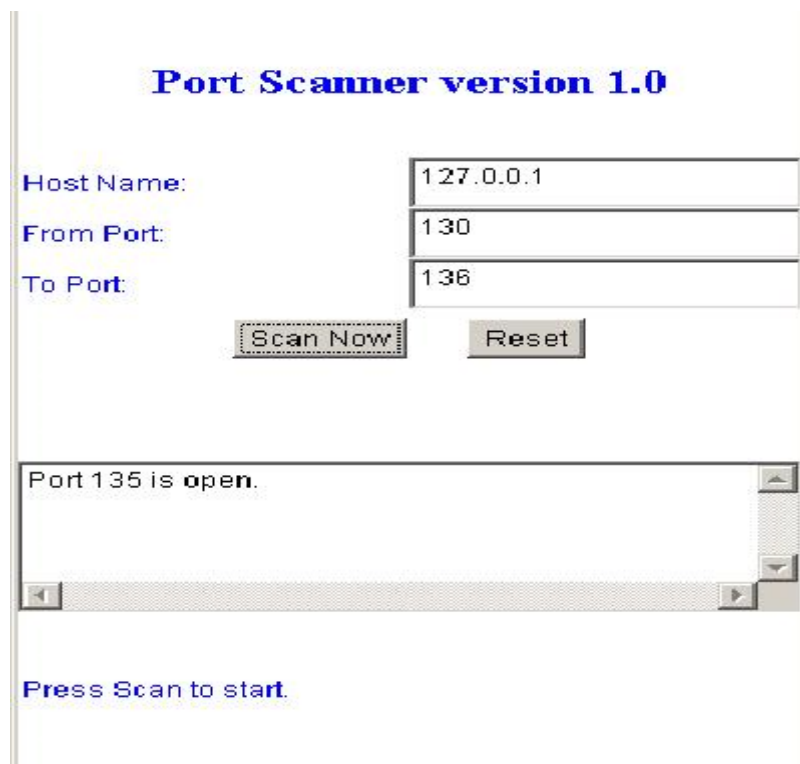 Port Scanner version 1.0
Host Name: 127.0.0.1
From Port: 130
To Port: 136
Scan Now Reset
Port 135 is open.
Press Scan to start.